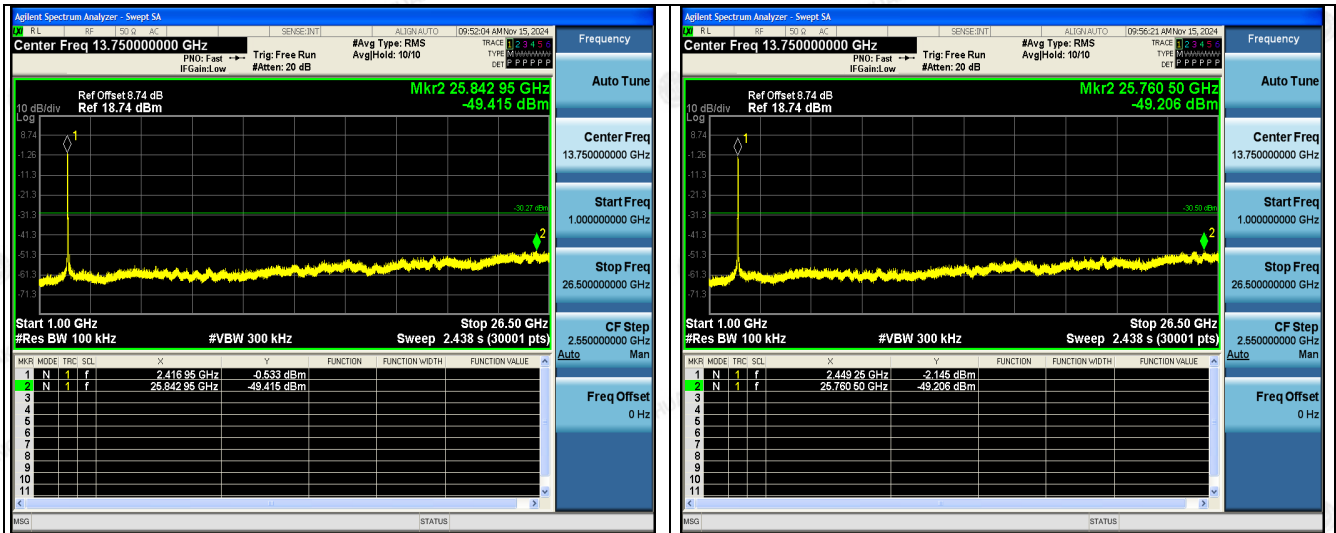 Agilent Spectrum Analyzer - Swept SA
LXI RL RF 50 Ω AC SENSE:INT ALIGN AUTO 09:52:04 AM Nov 15, 2024
Center Freq 13.750000000 GHz
PNO: Fast
IFGain:Low
Trig: Free Run
#Atten: 20 dB
#Avg Type: RMS
Avg|Hold: 10/10
TRACE 1 2 3 4 5 6
TYPE MWWWWW
DET P P P P P P
Frequency
Mkr2 25.842 95 GHz
-49.415 dBm
Ref Offset 8.74 dB
10 dB/div Ref 18.74 dBm
Log
8.74
-1.26
-11.3
-21.3
-31.3
-41.3
-51.3
-61.3
-71.3
1
-30.27 dBm
2
Start 1.00 GHz
Stop 26.50 GHz
#Res BW 100 kHz #VBW 300 kHz Sweep 2.438 s (30001 pts)
MKR MODE TRC SCL X Y FUNCTION FUNCTION WIDTH FUNCTION VALUE
1 N 1 f 2.416 95 GHz -0.533 dBm
2 N 1 f 25.842 95 GHz -49.415 dBm
3
4
5
6
7
8
9
10
11
MSG STATUS
Auto Tune
Center Freq
13.750000000 GHz
Start Freq
1.000000000 GHz
Stop Freq
26.500000000 GHz
CF Step
2.550000000 GHz
Auto Man
Freq Offset
0 Hz
Agilent Spectrum Analyzer - Swept SA
LXI RL RF 50 Ω AC SENSE:INT ALIGN AUTO 09:56:21 AM Nov 15, 2024
Center Freq 13.750000000 GHz
PNO: Fast
IFGain:Low
Trig: Free Run
#Atten: 20 dB
#Avg Type: RMS
Avg|Hold: 10/10
TRACE 1 2 3 4 5 6
TYPE MWWWWW
DET P P P P P P
Frequency
Mkr2 25.760 50 GHz
-49.206 dBm
Ref Offset 8.74 dB
10 dB/div Ref 18.74 dBm
Log
8.74
-1.26
-11.3
-21.3
-31.3
-41.3
-51.3
-61.3
-71.3
1
-30.50 dBm
2
Start 1.00 GHz
Stop 26.50 GHz
#Res BW 100 kHz #VBW 300 kHz Sweep 2.438 s (30001 pts)
MKR MODE TRC SCL X Y FUNCTION FUNCTION WIDTH FUNCTION VALUE
1 N 1 f 2.449 25 GHz -2.145 dBm
2 N 1 f 25.760 50 GHz -49.206 dBm
3
4
5
6
7
8
9
10
11
MSG STATUS
Auto Tune
Center Freq
13.750000000 GHz
Start Freq
1.000000000 GHz
Stop Freq
26.500000000 GHz
CF Step
2.550000000 GHz
Auto Man
Freq Offset
0 Hz